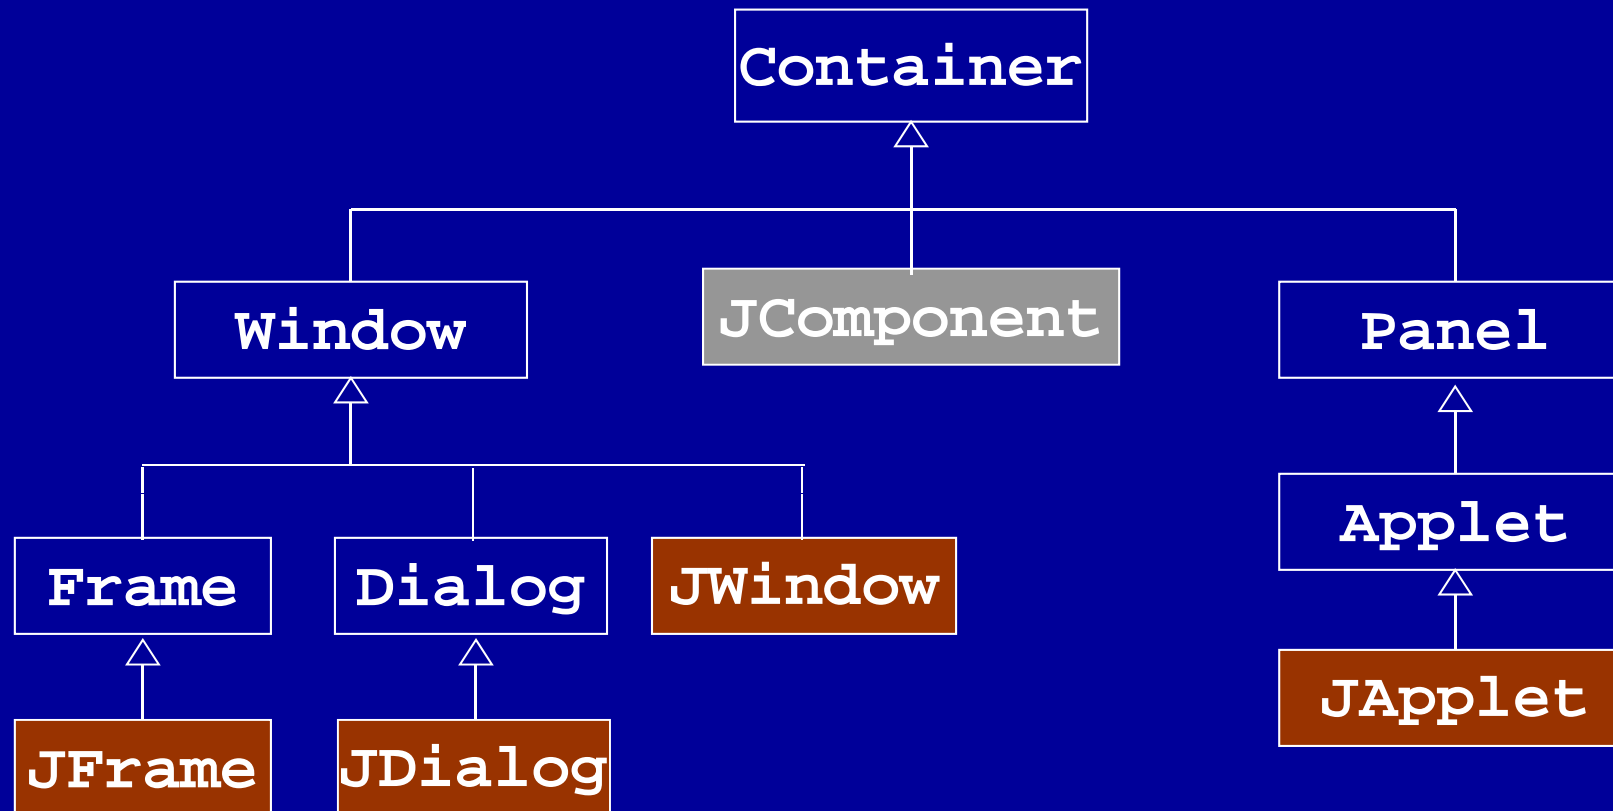 Container
Window
JComponent
Panel
Applet
Frame
Dialog
JWindow
JApplet
JFrame
JDialog